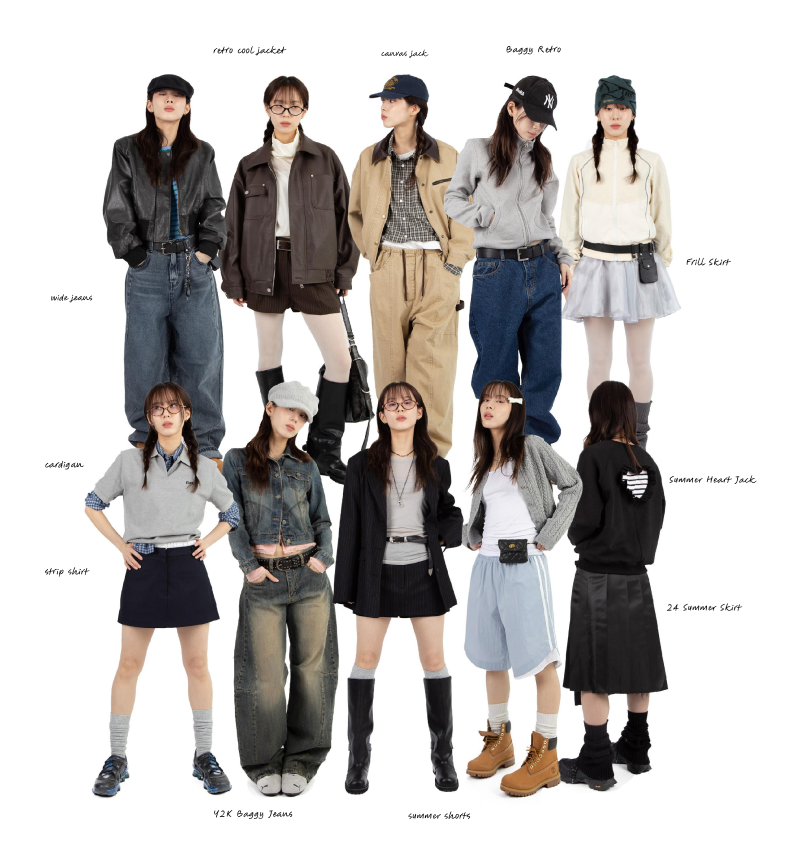 retro cool jacket
canvas jack
Baggy Retro
NY
Frill Skirt
wide jeans
cardigan
Summer Heart Jack
strip shirt
24 Summer Skirt
Y2K Baggy Jeans
summer shorts